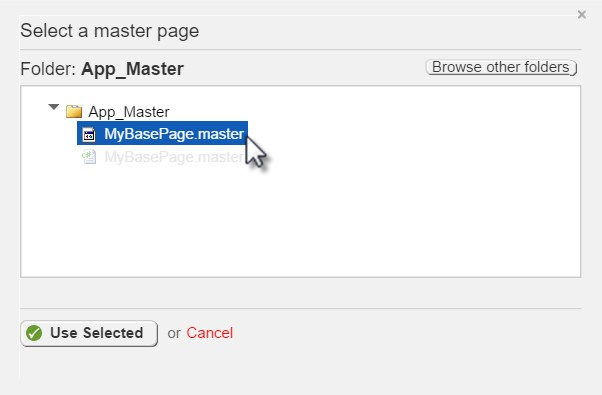 Select a master page
Folder: App_Master
Browse other folders
App_Master
MyBasePage.master
MyBasePage.master
Use Selected or Cancel